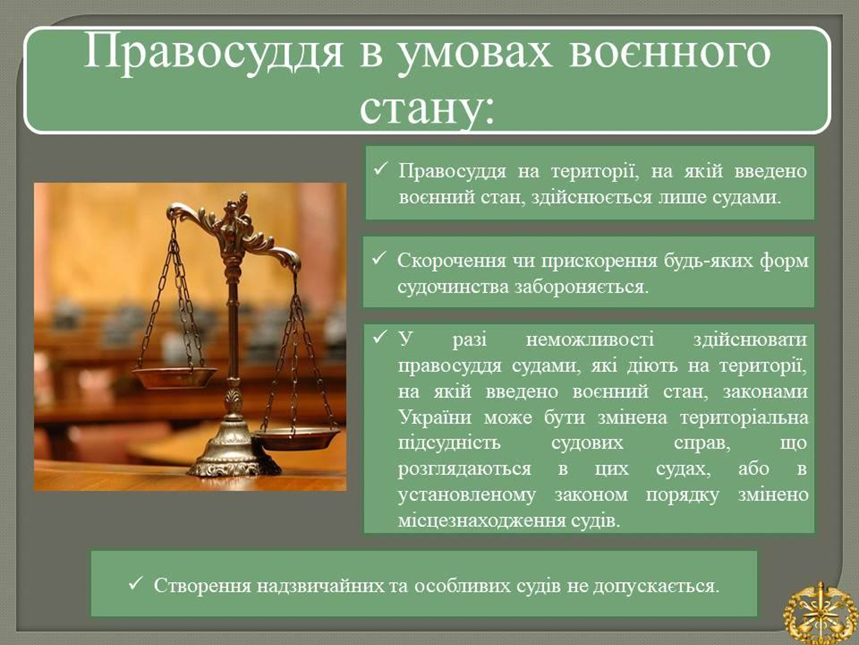 Правосуддя в умовах воєнного
стану:
✓ Правосуддя на території, на якій введено
воєнний стан, здійснюється лише судами.
✓ Скорочення чи прискорення будь-яких форм
судочинства забороняється.
✓ У разі неможливості здійснювати
правосуддя судами, які діють на території,
на якій введено воєнний стан, законами
України може бути змінена територіальна
підсудність судових справ, що
розглядаються в цих судах, або в
установленому законом порядку змінено
місцезнаходження судів.
✓ Створення надзвичайних та особливих судів не допускається.